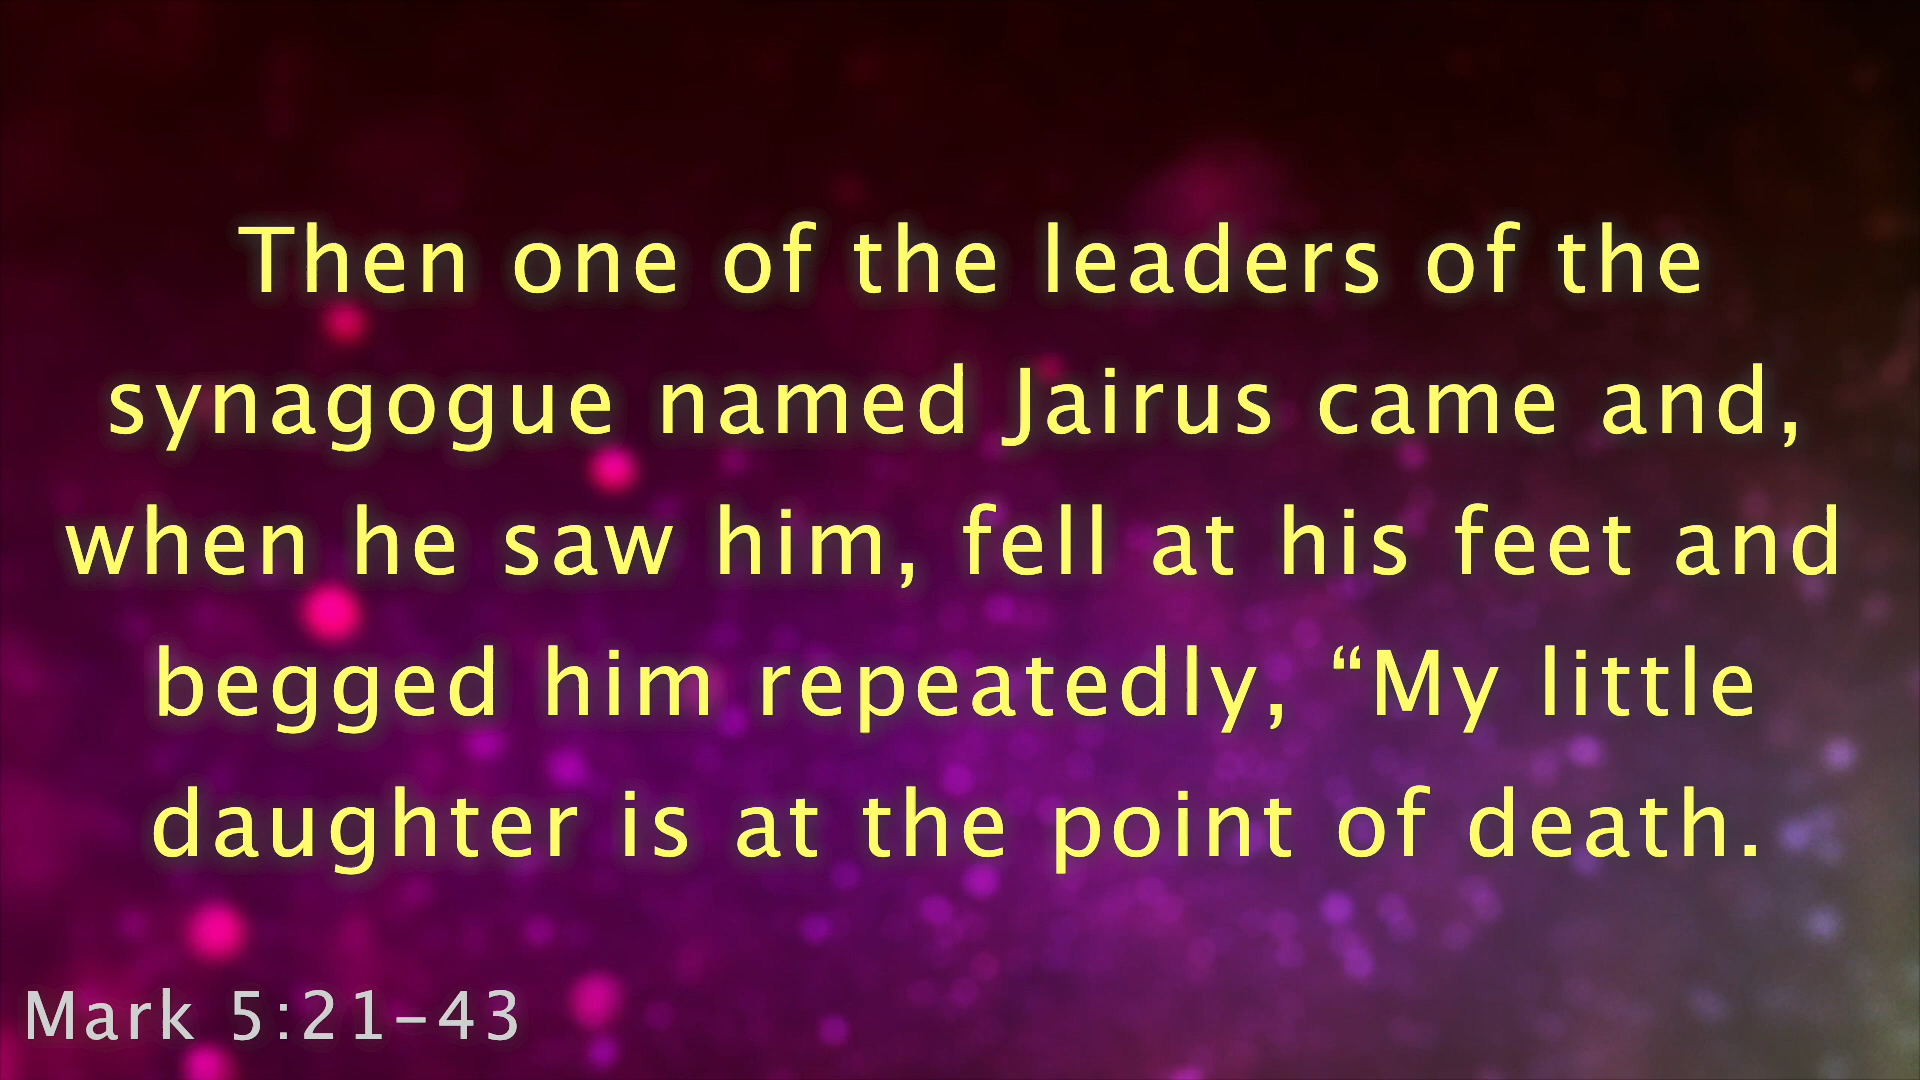 Then one of the leaders of the
synagogue named Jairus came and,
when he saw him, fell at his feet and
begged him repeatedly, “My little
daughter is at the point of death.
Mark 5:21-43